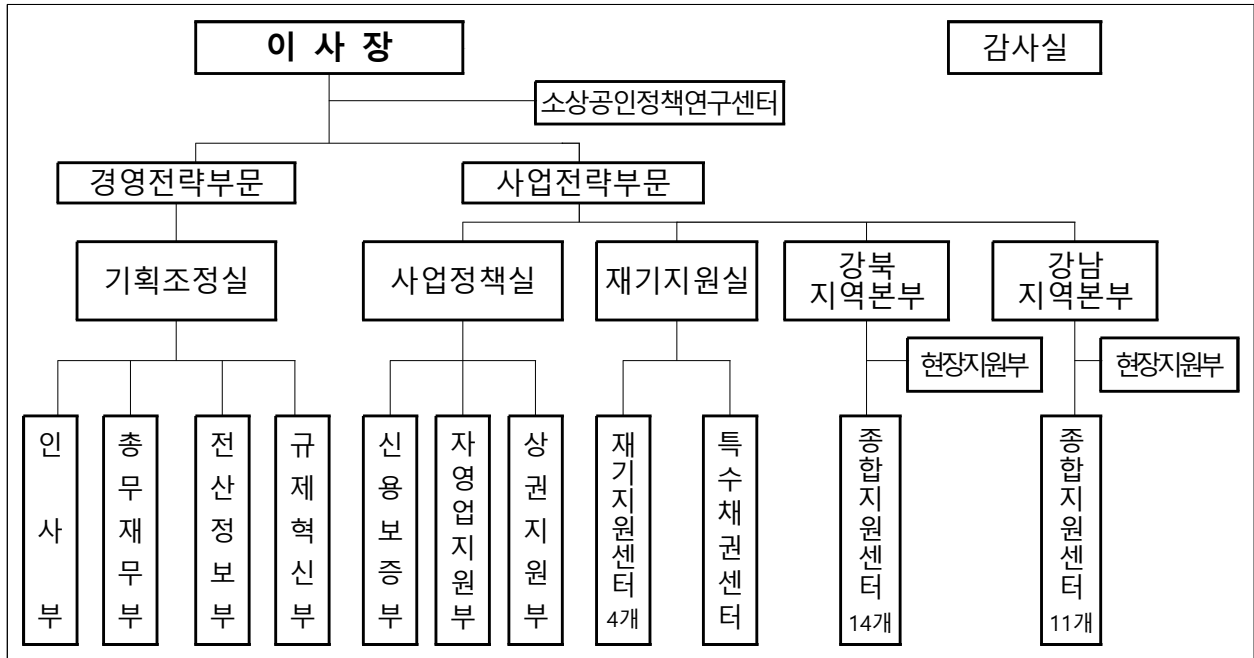 이 사 장
감사실
소상공인정책연구센터
경영전략부문
사업전략부문
기획조정실
사업정책실
재기지원실
강북
지역본부
강남
지역본부
현장지원부
현장지원부
인사부
총무재무부
전산정보부
규제혁신부
신용보증부
자영업지원부
상권지원부
재기지원센터
4개
특수채권센터
종합지원센터
14개
종합지원센터
11개